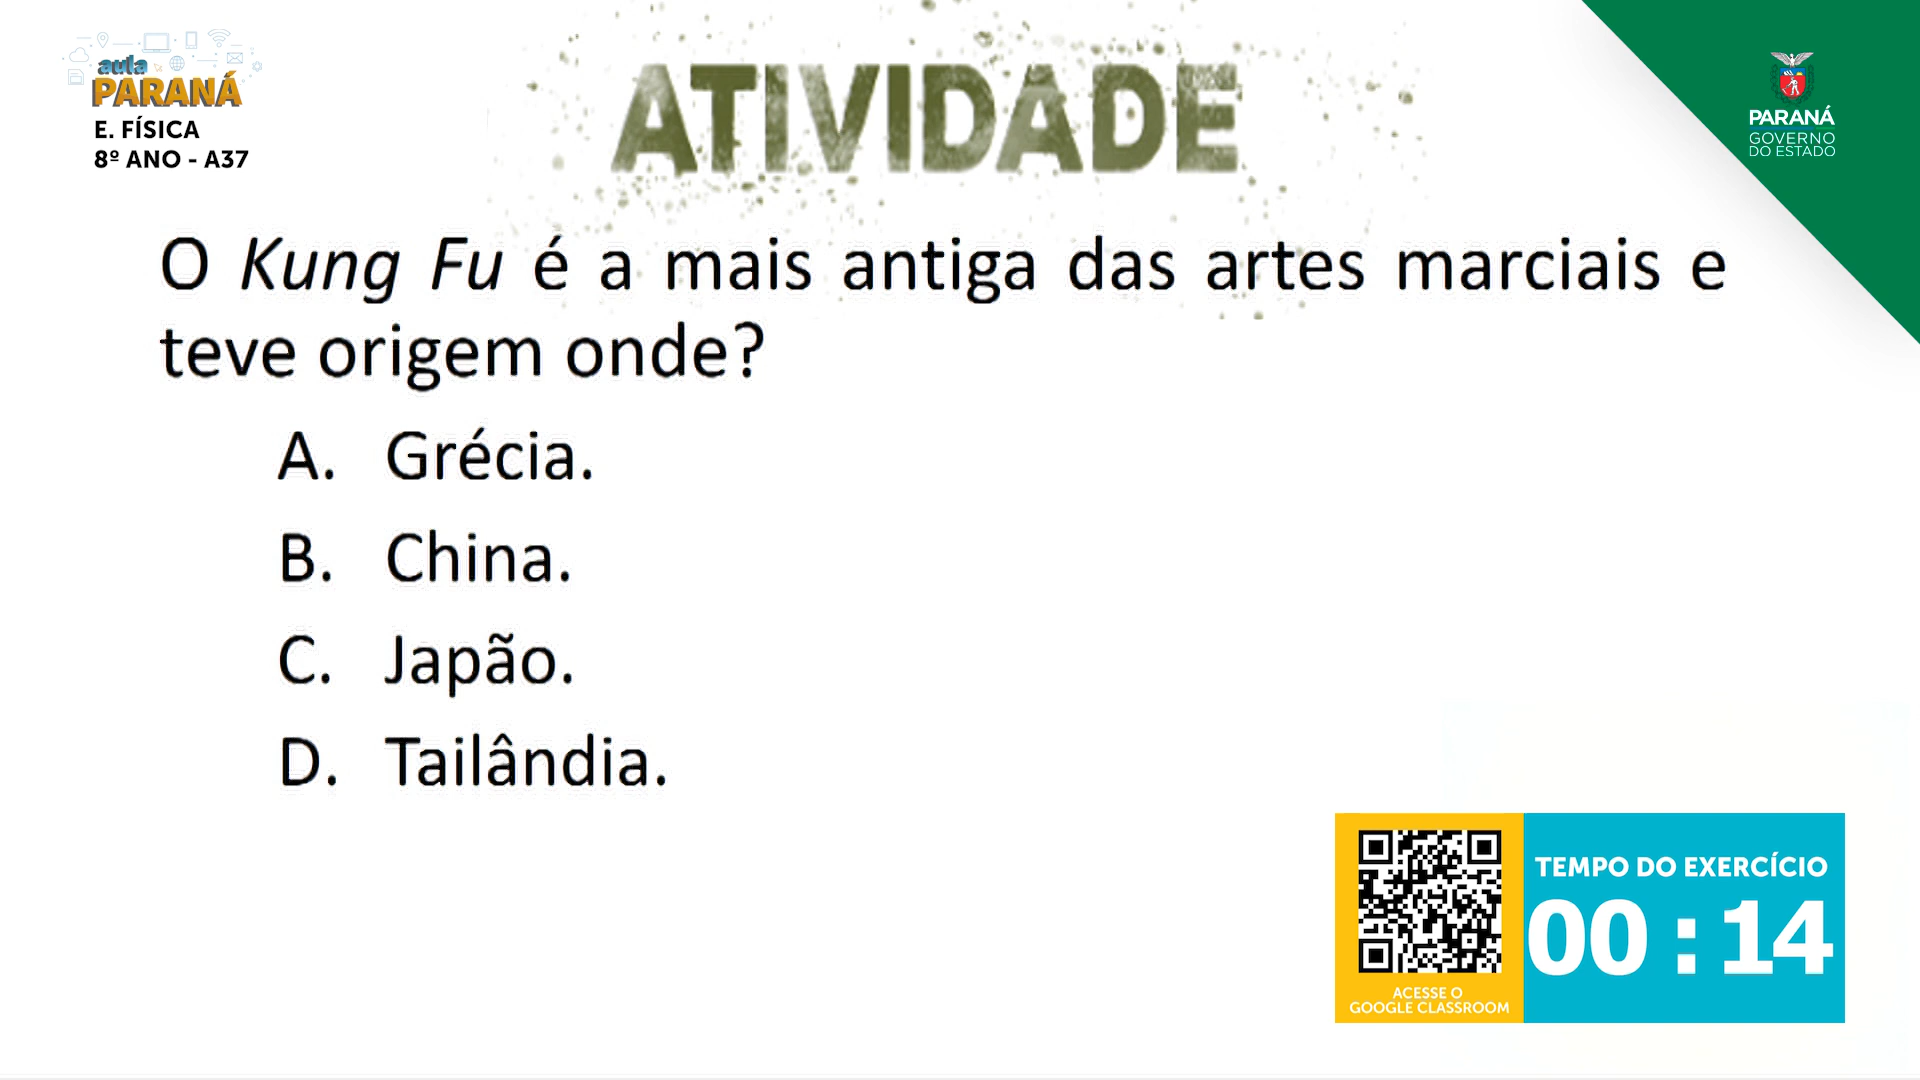 aula
PARANÁ
E. FÍSICA
8º ANO - A37
ATIVIDADE
PARANÁ
GOVERNO
DO ESTADO
O Kung Fu é a mais antiga das artes marciais e
teve origem onde?
A. Grécia.
B. China.
C. Japão.
D. Tailândia.
ACESSE O
GOOGLE CLASSROOM
TEMPO DO EXERCÍCIO
00 : 14